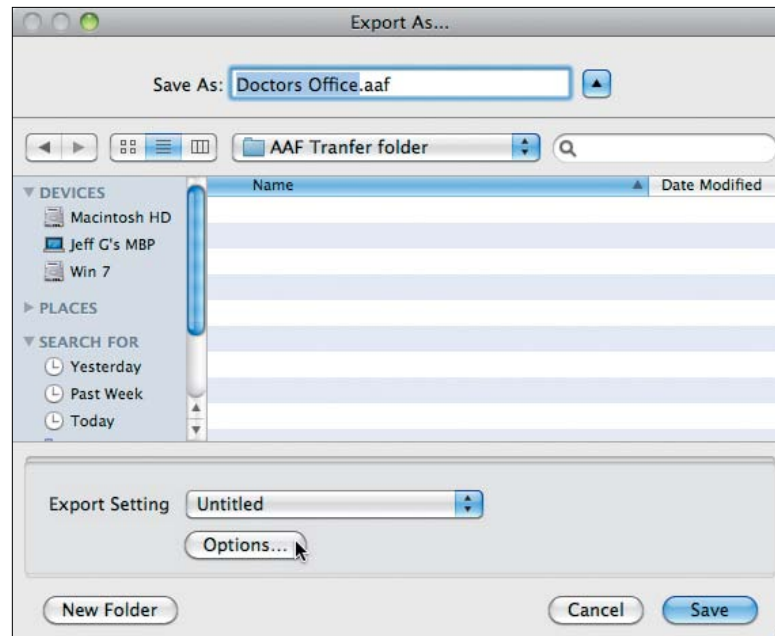 Export As...
Save As: Doctors Office.aaf
AAF Tranfer folder
Name Date Modified
DEVICES
Macintosh HD
Jeff G's MBP
Win 7
PLACES
SEARCH FOR
Yesterday
Past Week
Today
Export Setting Untitled
Options...
New Folder Cancel Save